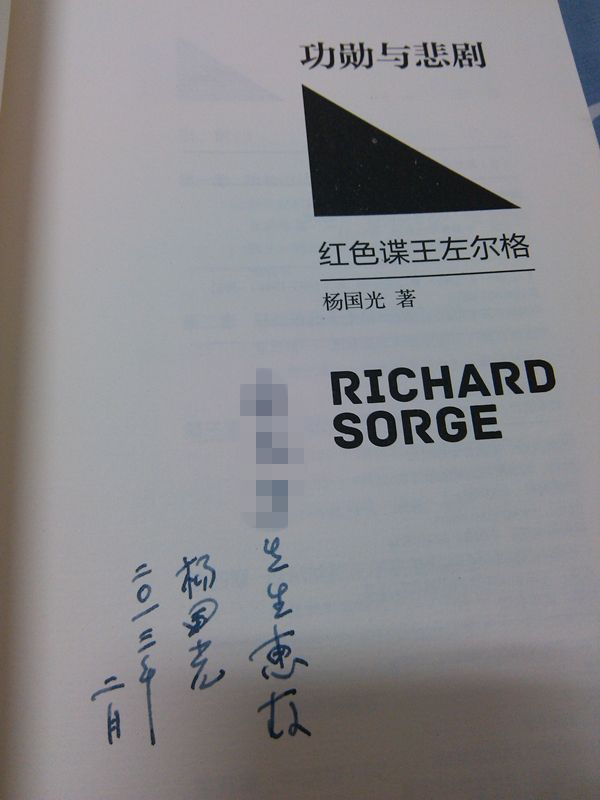 功勋与悲剧
红色谍王左尔格
杨国光 著
RICHARD
SORGE
先生惠存
杨国光
二〇一三年
二月